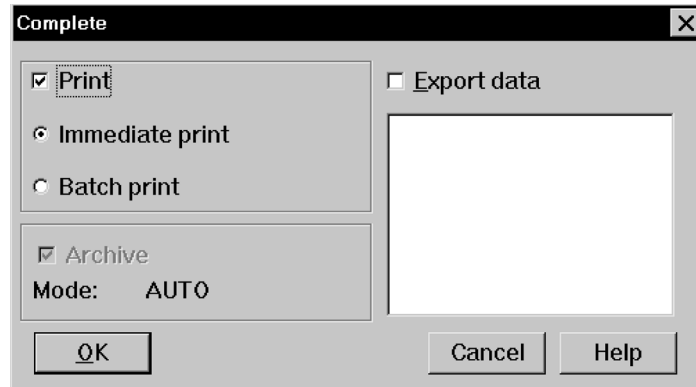 Complete
Print
Export data
Immediate print
Batch print
Archive
Mode: AUTO
OK
Cancel
Help